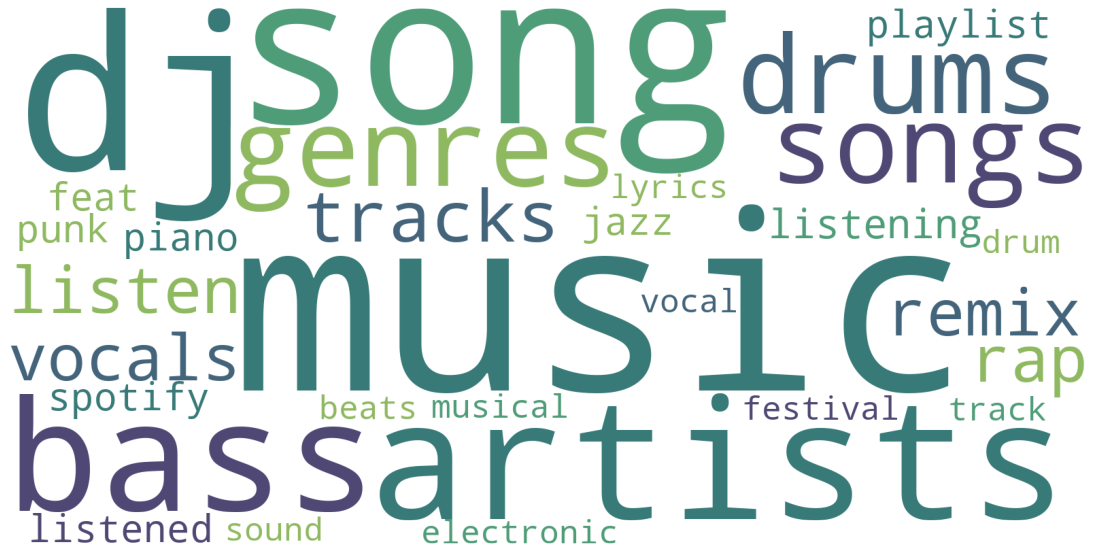 dj
song
playlist
drums
genres
songs
feat
lyrics
tracks
jazz
punk
piano
listening
drum
listen
music
vocal
remix
vocals
rap
spotify
beats
musical
festival
track
bass
artists
listened
sound
electronic